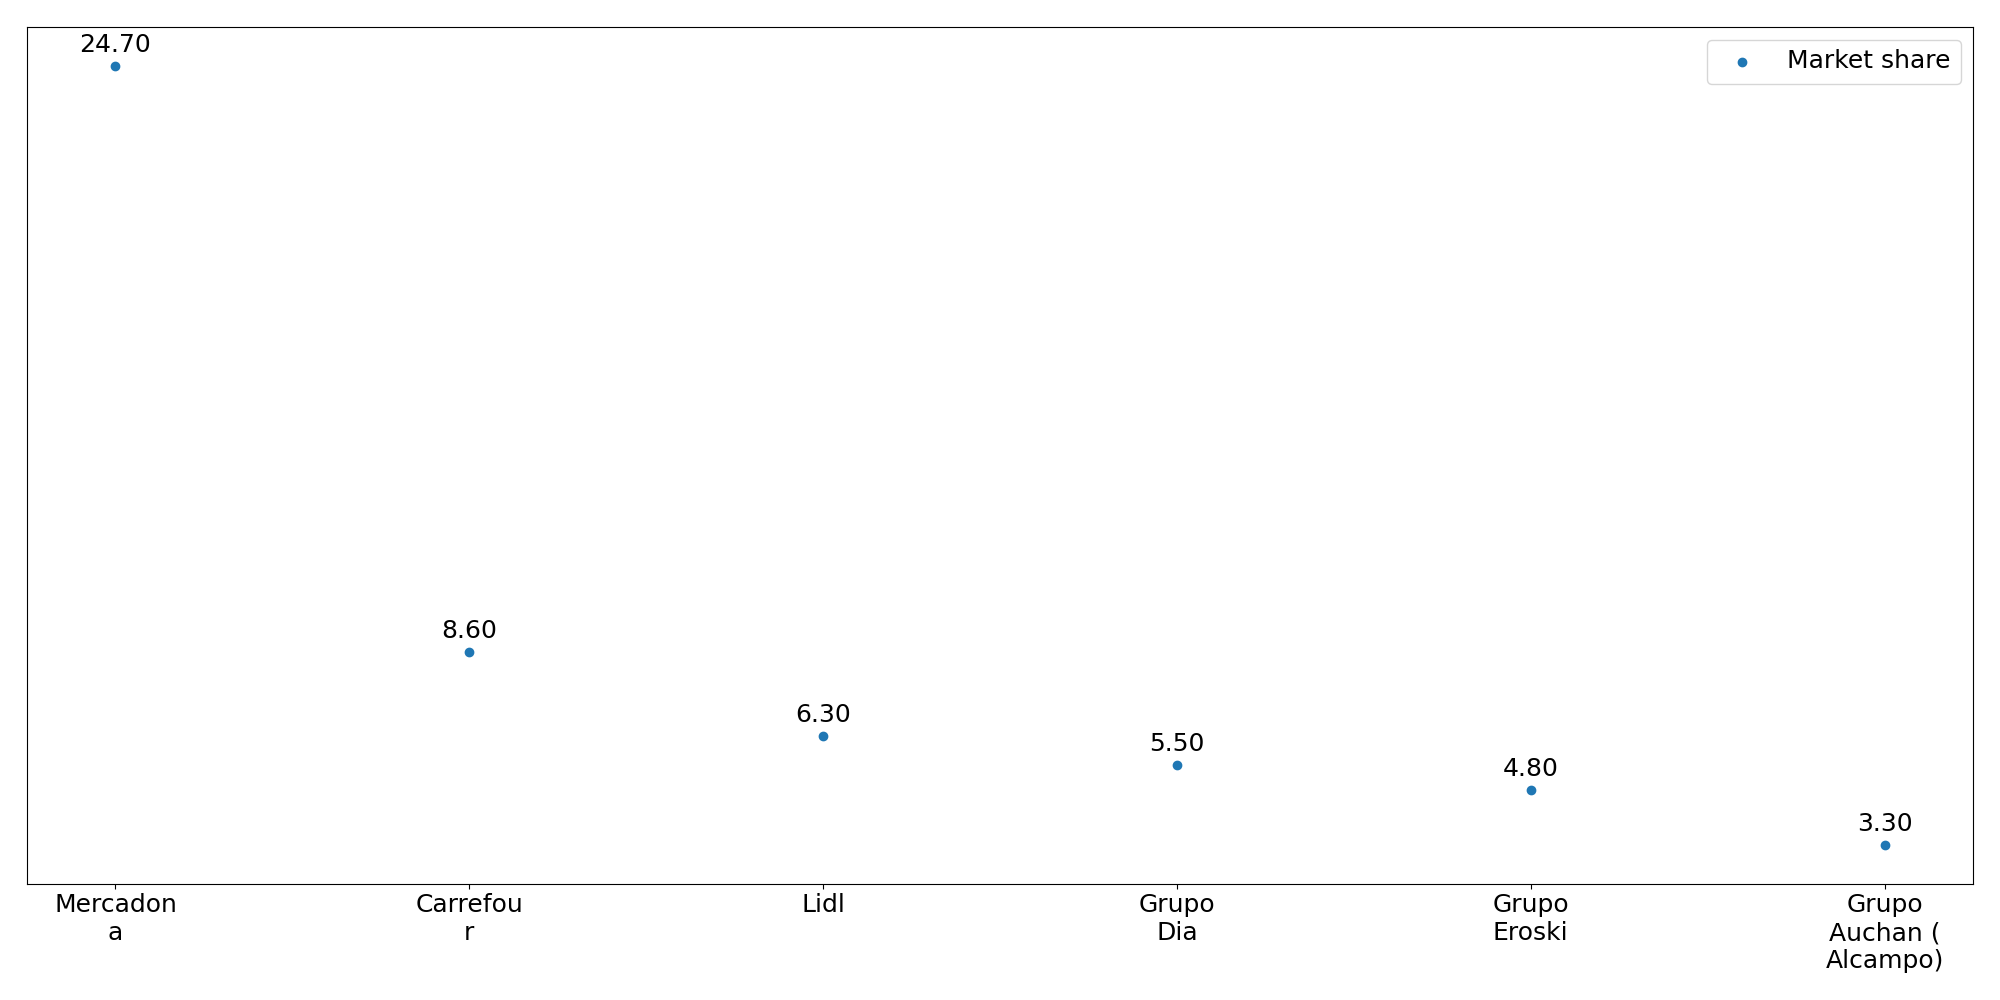 24.70
Market share
8.60
6.30
5.50
4.80
3.30
Mercadon
a
Carrefou
r
Lidl
Grupo
Dia
Grupo
Eroski
Grupo
Auchan (
Alcampo)